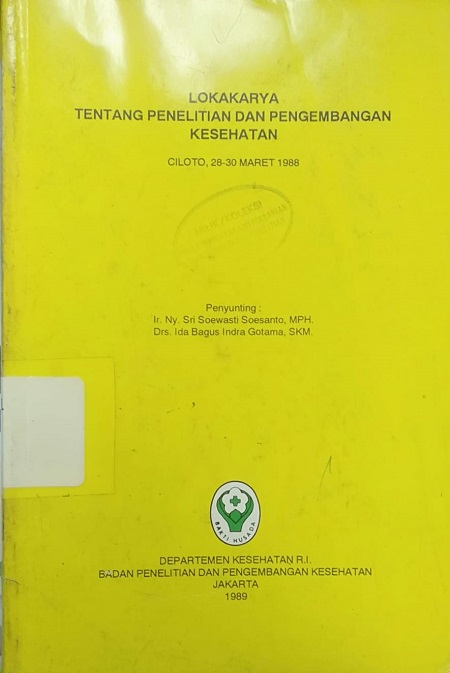 LOKAKARYA
TENTANG PENELITIAN DAN PENGEMBANGAN
KESEHATAN
CILOTO, 28-30 MARET 1988
Penyunting :
Ir. Ny. Sri Soewasti Soesanto, MPH.
Drs. Ida Bagus Indra Gotama, SKM.
BAKTI HUSADA
DEPARTEMEN KESEHATAN R.I.
BADAN PENELITIAN DAN PENGEMBANGAN KESEHATAN
JAKARTA
1989